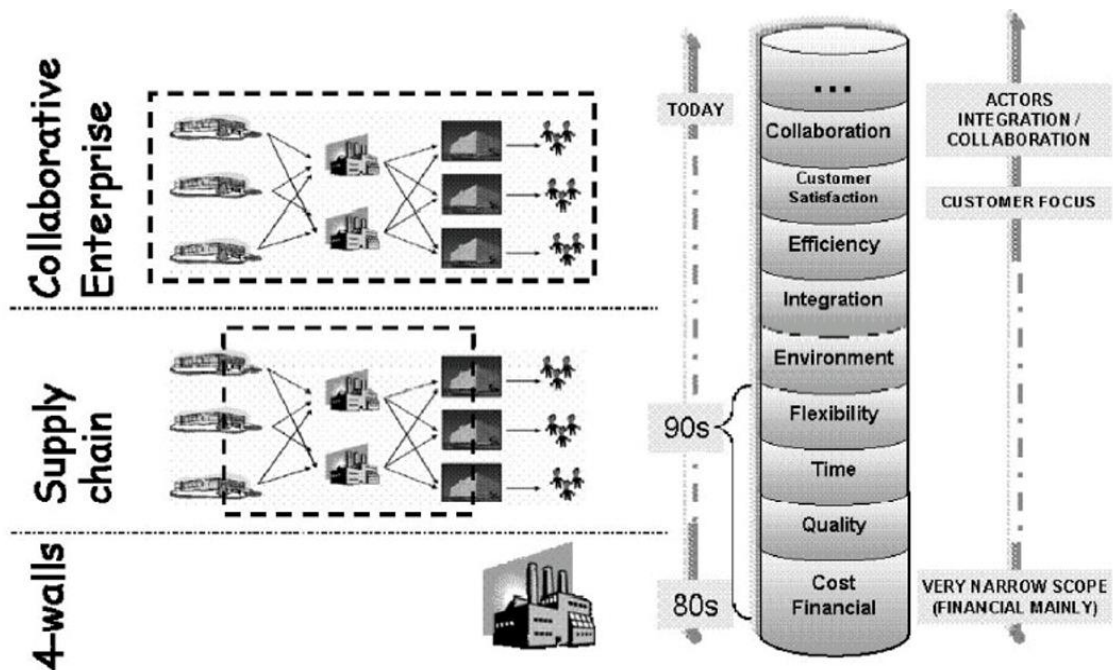 Collaborative
Enterprise
Supply
chain
4-walls
TODAY
90s
80s
...
Collaboration
Customer
Satisfaction
Efficiency
Integration
Environment
Flexibility
Time
Quality
Cost
Financial
ACTORS
INTEGRATION /
COLLABORATION
CUSTOMER FOCUS
VERY NARROW SCOPE
(FINANCIAL MAINLY)